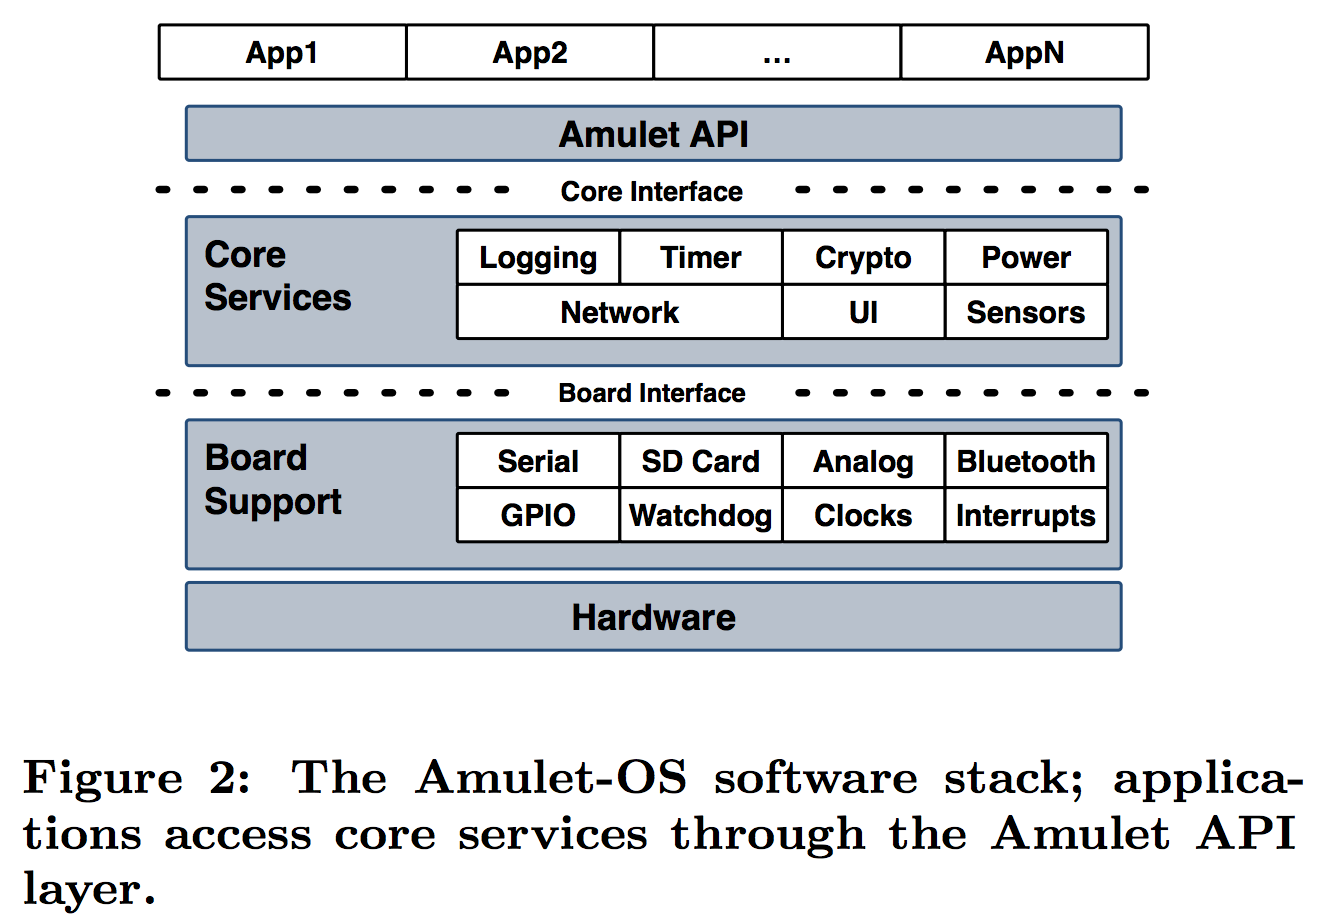 App1 App2 ... AppN
Amulet API
Core Interface
Core Services
Logging Timer Crypto Power
Network UI Sensors
Board Interface
Board Support
Serial SD Card Analog Bluetooth
GPIO Watchdog Clocks Interrupts
Hardware
Figure 2: The Amulet-OS software stack; applica-
tions access core services through the Amulet API
layer.